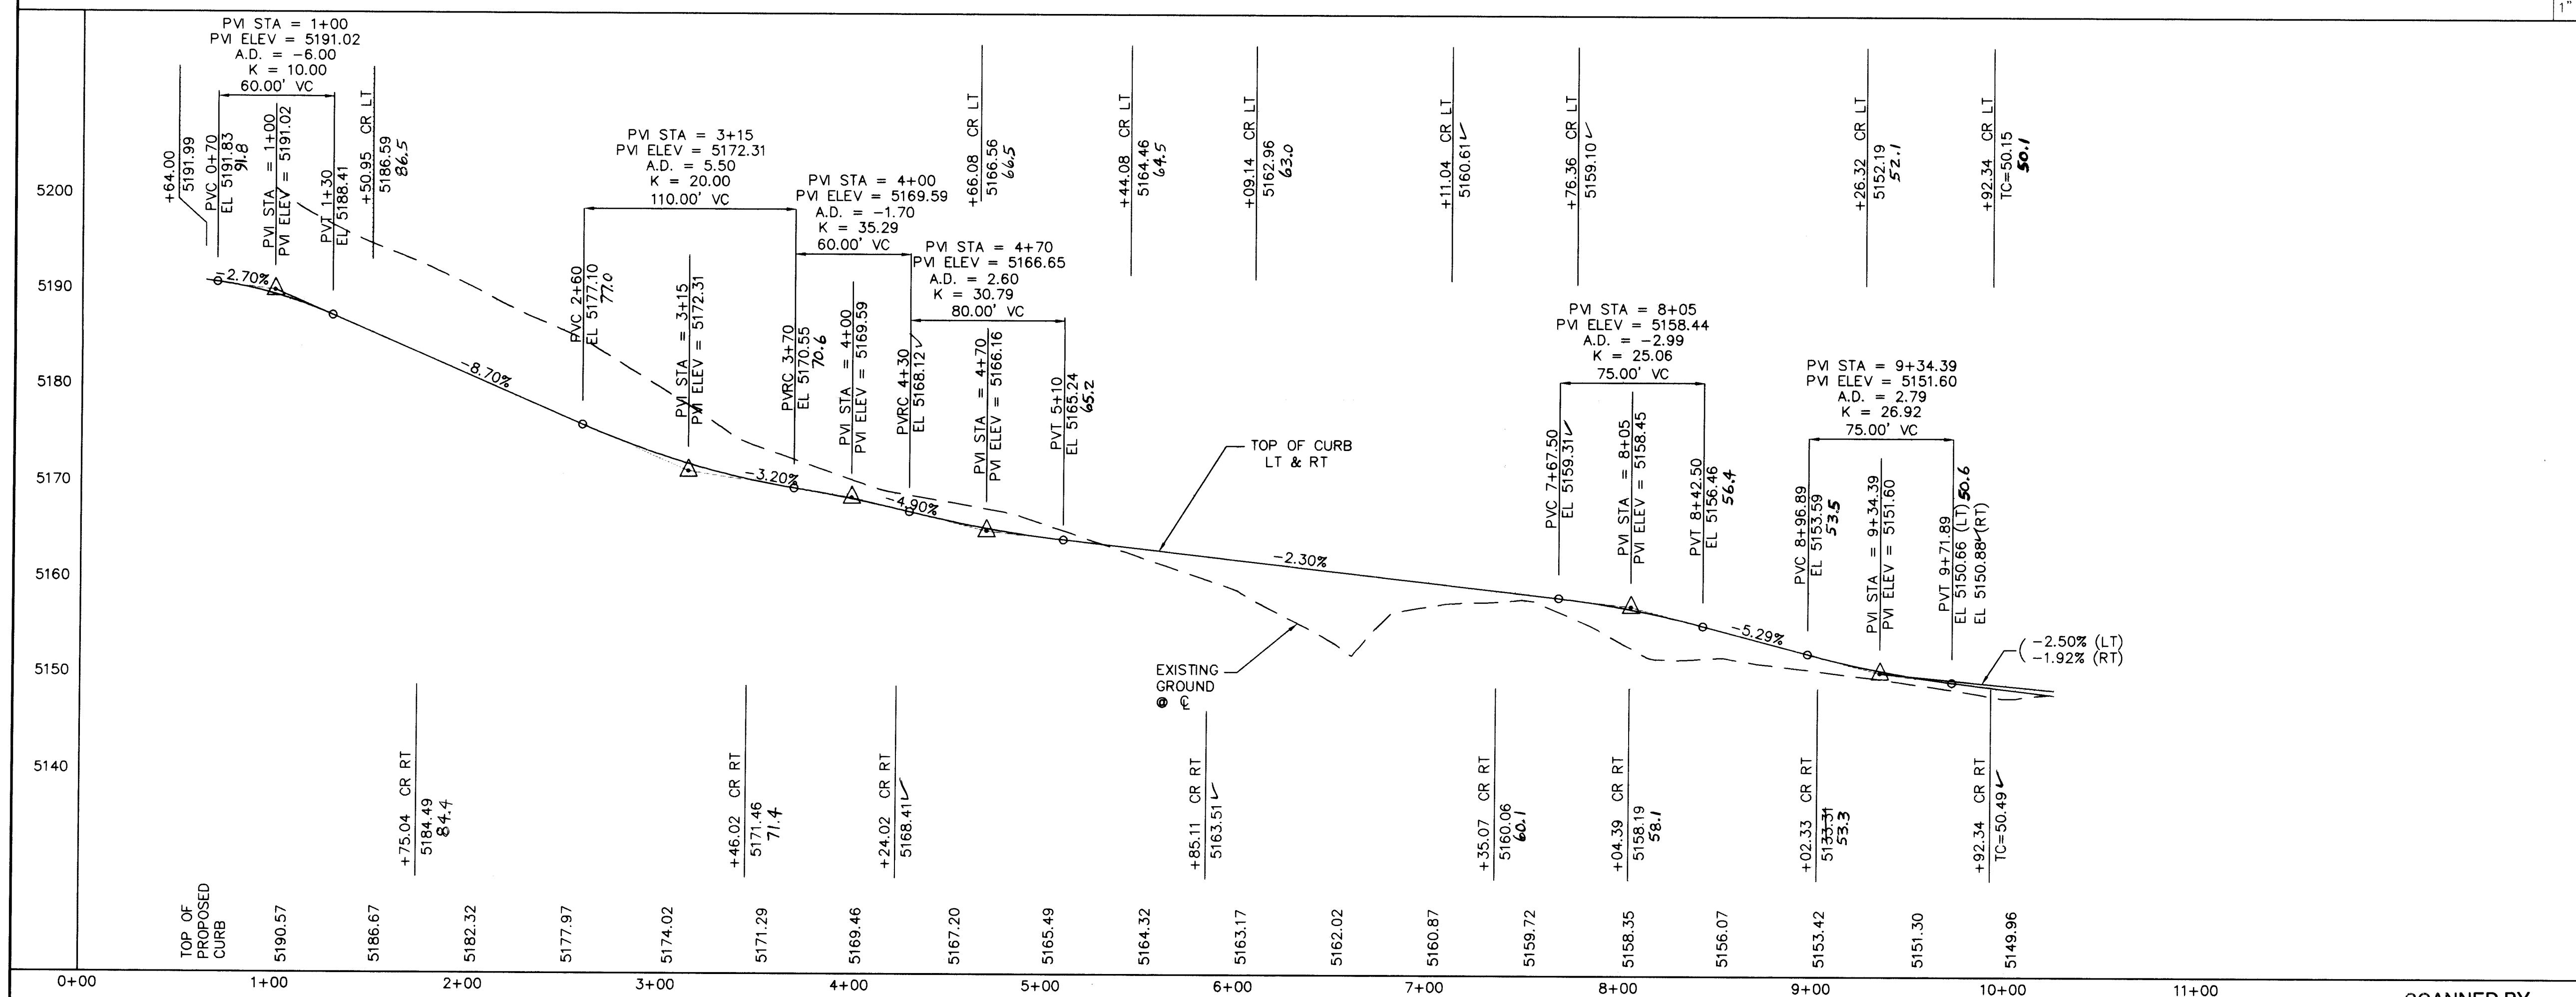 1"
PVI STA = 1+00
PVI ELEV = 5191.02
A.D. = -6.00
K = 10.00
60.00' VC
+64.00
5191.99
PVC 0+70
EL 5191.83
91.8
PVI STA = 1+00
PVI ELEV = 5191.02
PVT 1+30
EL 5188.41
+50.95 CR LT
5186.59
86.5
PVI STA = 3+15
PVI ELEV = 5172.31
A.D. = 5.50
K = 20.00
110.00' VC
PVC 2+60
EL 5177.10
77.0
PVI STA = 3+15
PVI ELEV = 5172.31
PVRC 3+70
EL 5170.55
70.6
PVI STA = 4+00
PVI ELEV = 5169.59
A.D. = -1.70
K = 35.29
60.00' VC
PVI STA = 4+00
PVI ELEV = 5169.59
PVRC 4+30
EL 5168.12✓
PVI STA = 4+70
PVI ELEV = 5166.65
A.D. = 2.60
K = 30.79
80.00' VC
PVI STA = 4+70
PVI ELEV = 5166.16
PVT 5+10
EL 5165.24
65.2
+66.08 CR LT
5166.56
66.5
+44.08 CR LT
5164.46
64.5
+09.14 CR LT
5162.96
63.0
+11.04 CR LT
5160.61✓
+76.36 CR LT
5159.10✓
+26.32 CR LT
5152.19
52.1
+92.34 CR LT
TC=50.15
50.1
PVI STA = 8+05
PVI ELEV = 5158.44
A.D. = -2.99
K = 25.06
75.00' VC
PVC 7+67.50
EL 5159.31✓
PVI STA = 8+05
PVI ELEV = 5158.45
PVT 8+42.50
EL 5156.46
56.4
PVI STA = 9+34.39
PVI ELEV = 5151.60
A.D. = 2.79
K = 26.92
75.00' VC
PVC 8+96.89
EL 5153.59
53.5
PVI STA = 9+34.39
PVI ELEV = 5151.60
PVT 9+71.89
EL 5150.66 (LT) 50.6
EL 5150.88✓(RT)
5200
5190
5180
5170
5160
5150
5140
-2.70%
-8.70%
-3.20%
-4.90%
-2.30%
-5.29%
-2.50% (LT)
-1.92% (RT)
TOP OF CURB
LT & RT
EXISTING
GROUND
@ ℄
+75.04 CR RT
5184.49
84.4
+46.02 CR RT
5171.46
71.4
+24.02 CR RT
5168.41✓
+85.11 CR RT
5163.51✓
+35.07 CR RT
5160.06
60.1
+04.39 CR RT
5158.19
58.1
+02.33 CR RT
5133.31
53.3
+92.34 CR RT
TC=50.49✓
TOP OF
PROPOSED
CURB
5190.57
5186.67
5182.32
5177.97
5174.02
5171.29
5169.46
5167.20
5165.49
5164.32
5163.17
5162.02
5160.87
5159.72
5158.35
5156.07
5153.42
5151.30
5149.96
0+00
1+00
2+00
3+00
4+00
5+00
6+00
7+00
8+00
9+00
10+00
11+00
SCANNED BY